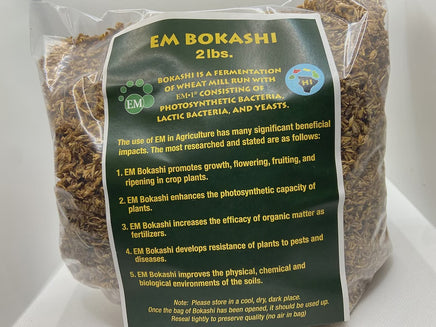 EM BOKASHI
2 lbs.
BOKASHI IS A FERMENTATION
OF WHEAT MILL RUN WITH
EM-1® CONSISTING OF
PHOTOSYNTHETIC BACTERIA,
LACTIC BACTERIA, AND YEASTS.
EM
HI
The use of EM in Agriculture has many significant beneficial
impacts. The most researched and stated are as follows:
1. EM Bokashi promotes growth, flowering, fruiting, and
ripening in crop plants.
2. EM Bokashi enhances the photosynthetic capacity of
plants.
3. EM Bokashi increases the efficacy of organic matter as
fertilizers.
4. EM Bokashi develops resistance of plants to pests and
diseases.
5. EM Bokashi improves the physical, chemical and
biological environments of the soils.
Note: Please store in a cool, dry, dark place.
Once the bag of Bokashi has been opened, it should be used up.
Reseal tightly to preserve quality (no air in bag)